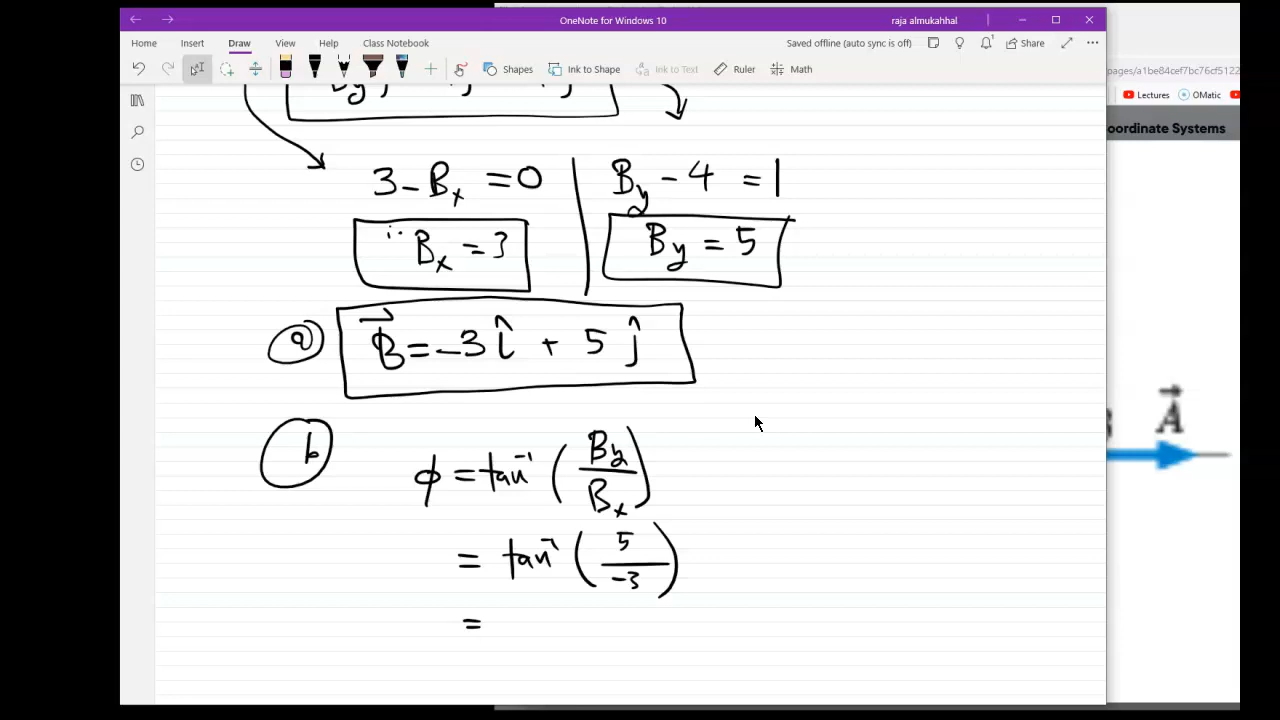 OneNote for Windows 10
raja almukahhal
Home Insert Draw View Help Class Notebook
Saved offline (auto sync is off)
Share
Shapes
Ink to Shape
Ink to Text
Ruler
Math
pages/a1be84cef7bc76cf5122
Lectures
OMatic
oordinate Systems
3 - Bx = 0
By - 4 = 1
∵ Bx = 3
By = 5
a
B⃗ = -3 î + 5 ĵ
b
ϕ = tan⁻¹ (By/Bx)
= tan⁻¹ (5/-3)
=
A⃗